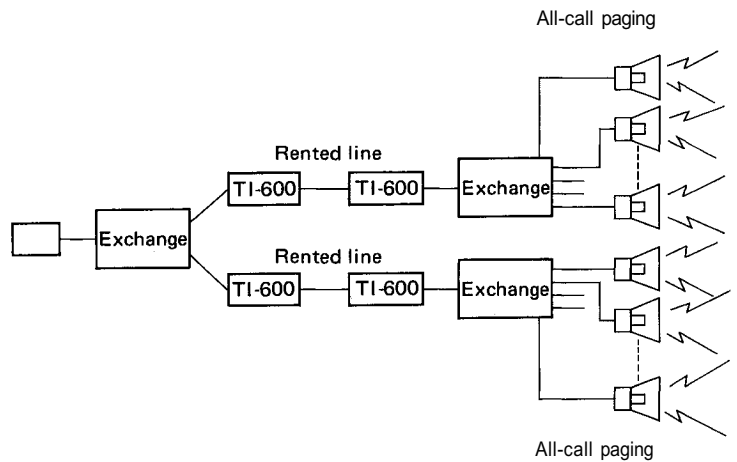 All-call paging
Rented line
TI-600
TI-600
Exchange
Exchange
Rented line
TI-600
TI-600
Exchange
All-call paging